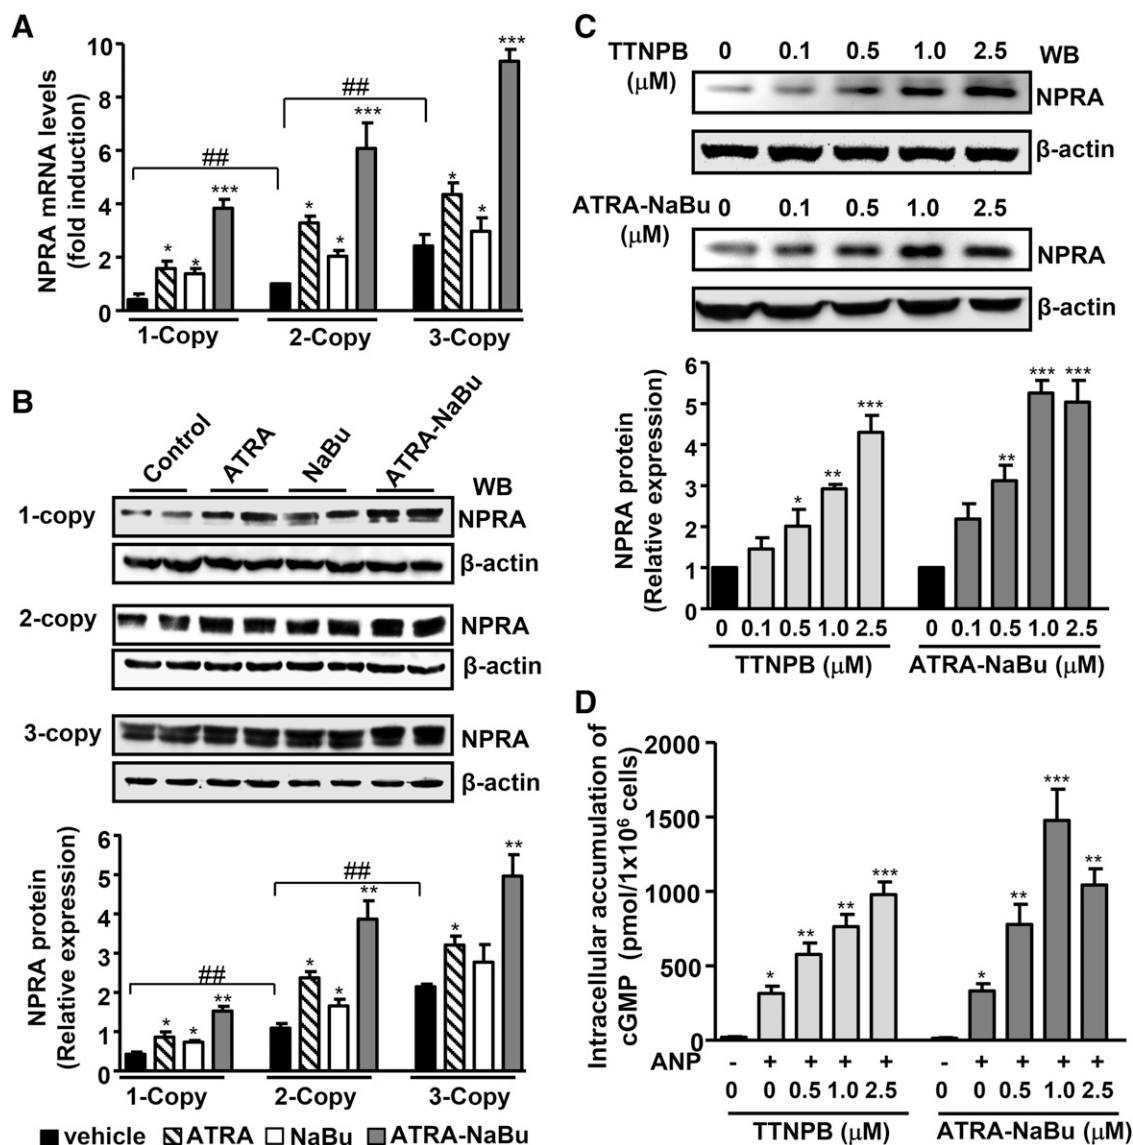 A
NPRA mRNA levels
(fold induction)
10
8
6
4
2
0
##
##
* * ***
* * ***
* * ***
1-Copy 2-Copy 3-Copy
B
Control ATRA NaBu ATRA-NaBu
WB
1-copy NPRA
β-actin
2-copy NPRA
β-actin
3-copy NPRA
β-actin
NPRA protein
(Relative expression)
6
5
4
3
2
1
0
##
##
* * **
* * **
* **
1-Copy 2-Copy 3-Copy
vehicle ATRA NaBu ATRA-NaBu
C
TTNPB 0 0.1 0.5 1.0 2.5 WB
(μM)
NPRA
β-actin
ATRA-NaBu 0 0.1 0.5 1.0 2.5
(μM)
NPRA
β-actin
NPRA protein
(Relative expression)
6
5
4
3
2
1
0
* ** ***
** *** ***
0 0.1 0.5 1.0 2.5 0 0.1 0.5 1.0 2.5
TTNPB (μM) ATRA-NaBu (μM)
D
Intracellular accumulation of
cGMP (pmol/1x10⁶ cells)
2000
1500
1000
500
0
* ** ** ***
* ** *** **
ANP - + + + + - + + + +
0 0 0.5 1.0 2.5 0 0 0.5 1.0 2.5
TTNPB (μM) ATRA-NaBu (μM)